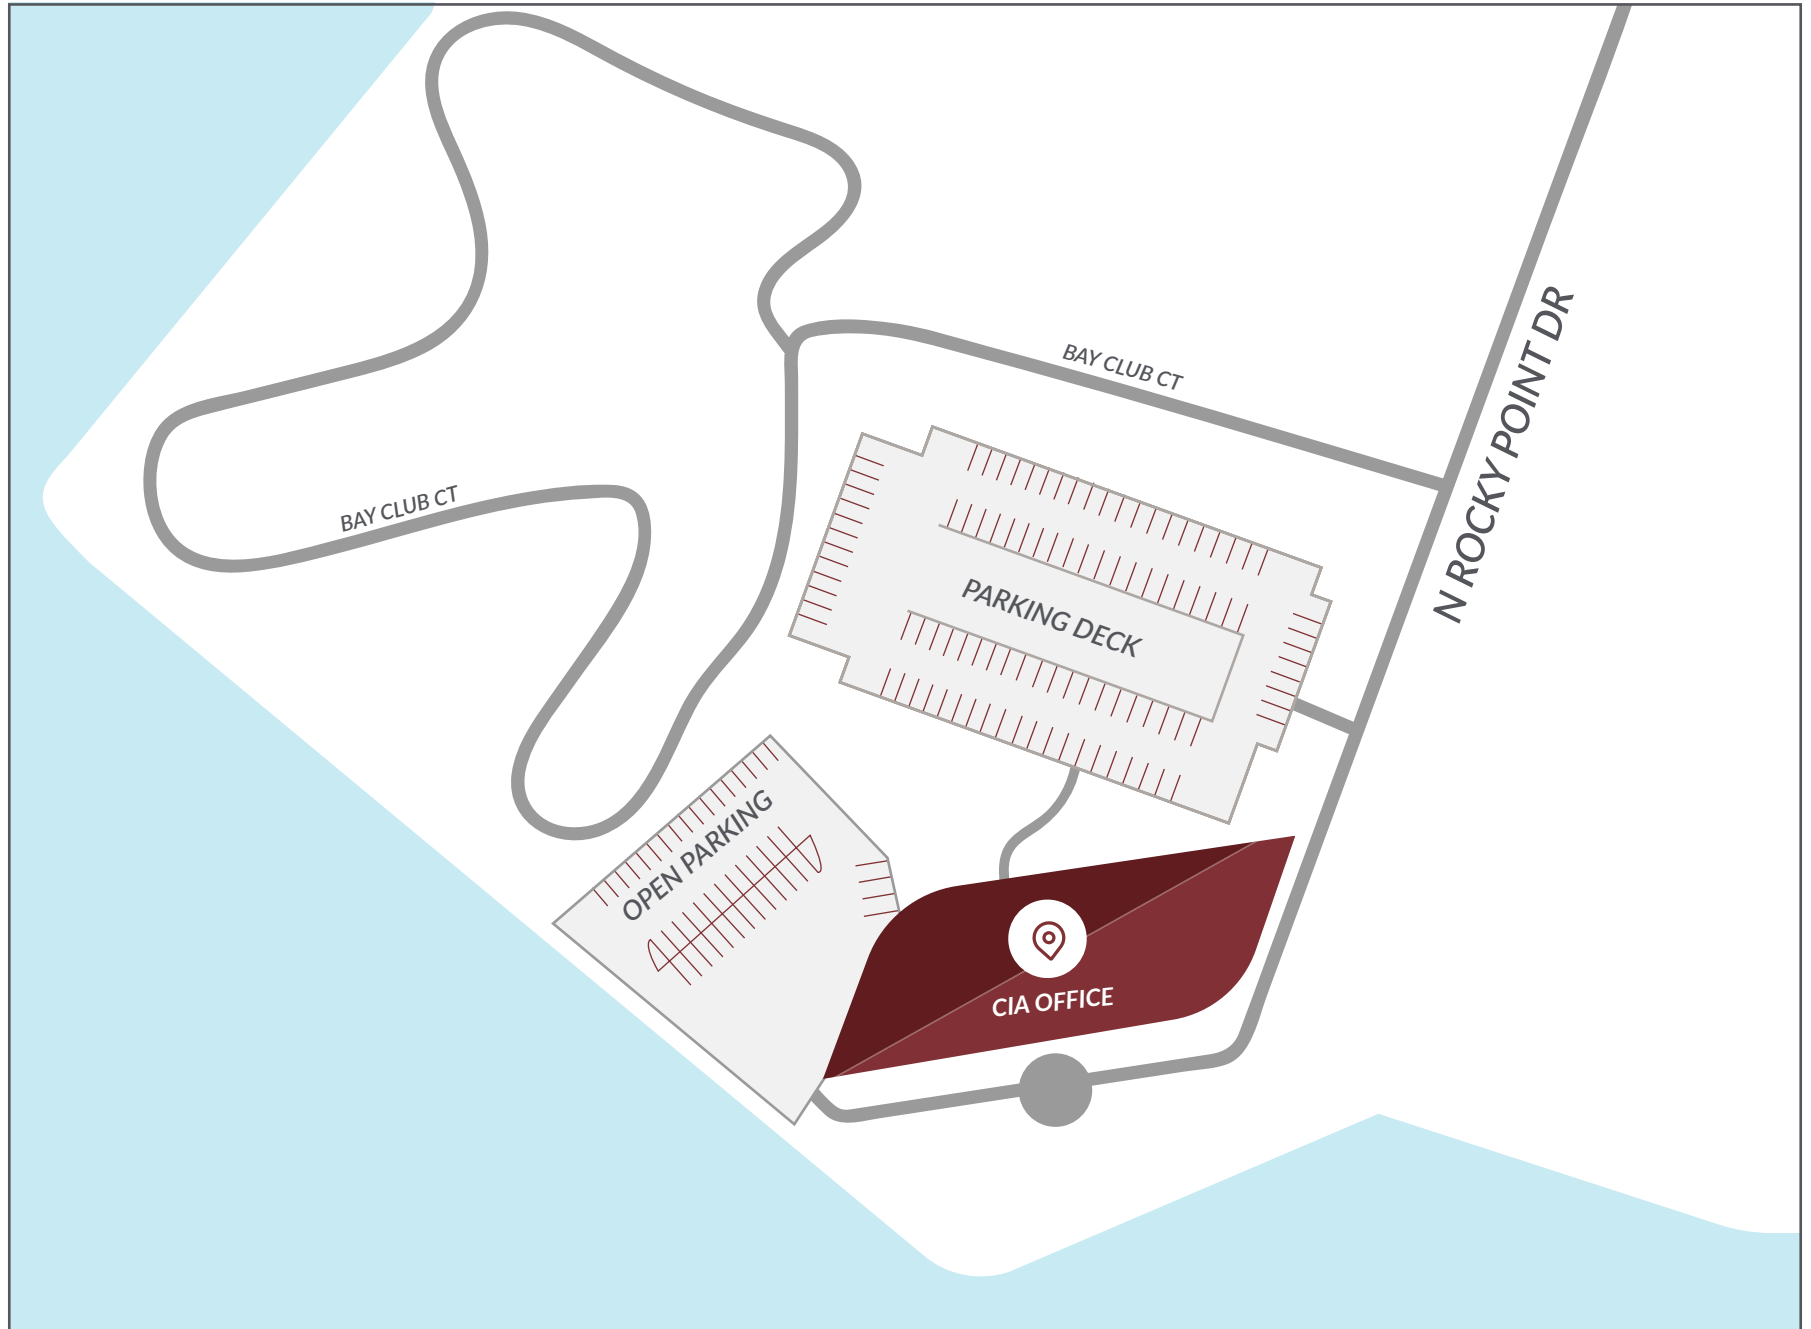 BAY CLUB CT
N ROCKY POINT DR
BAY CLUB CT
PARKING DECK
OPEN PARKING
CIA OFFICE